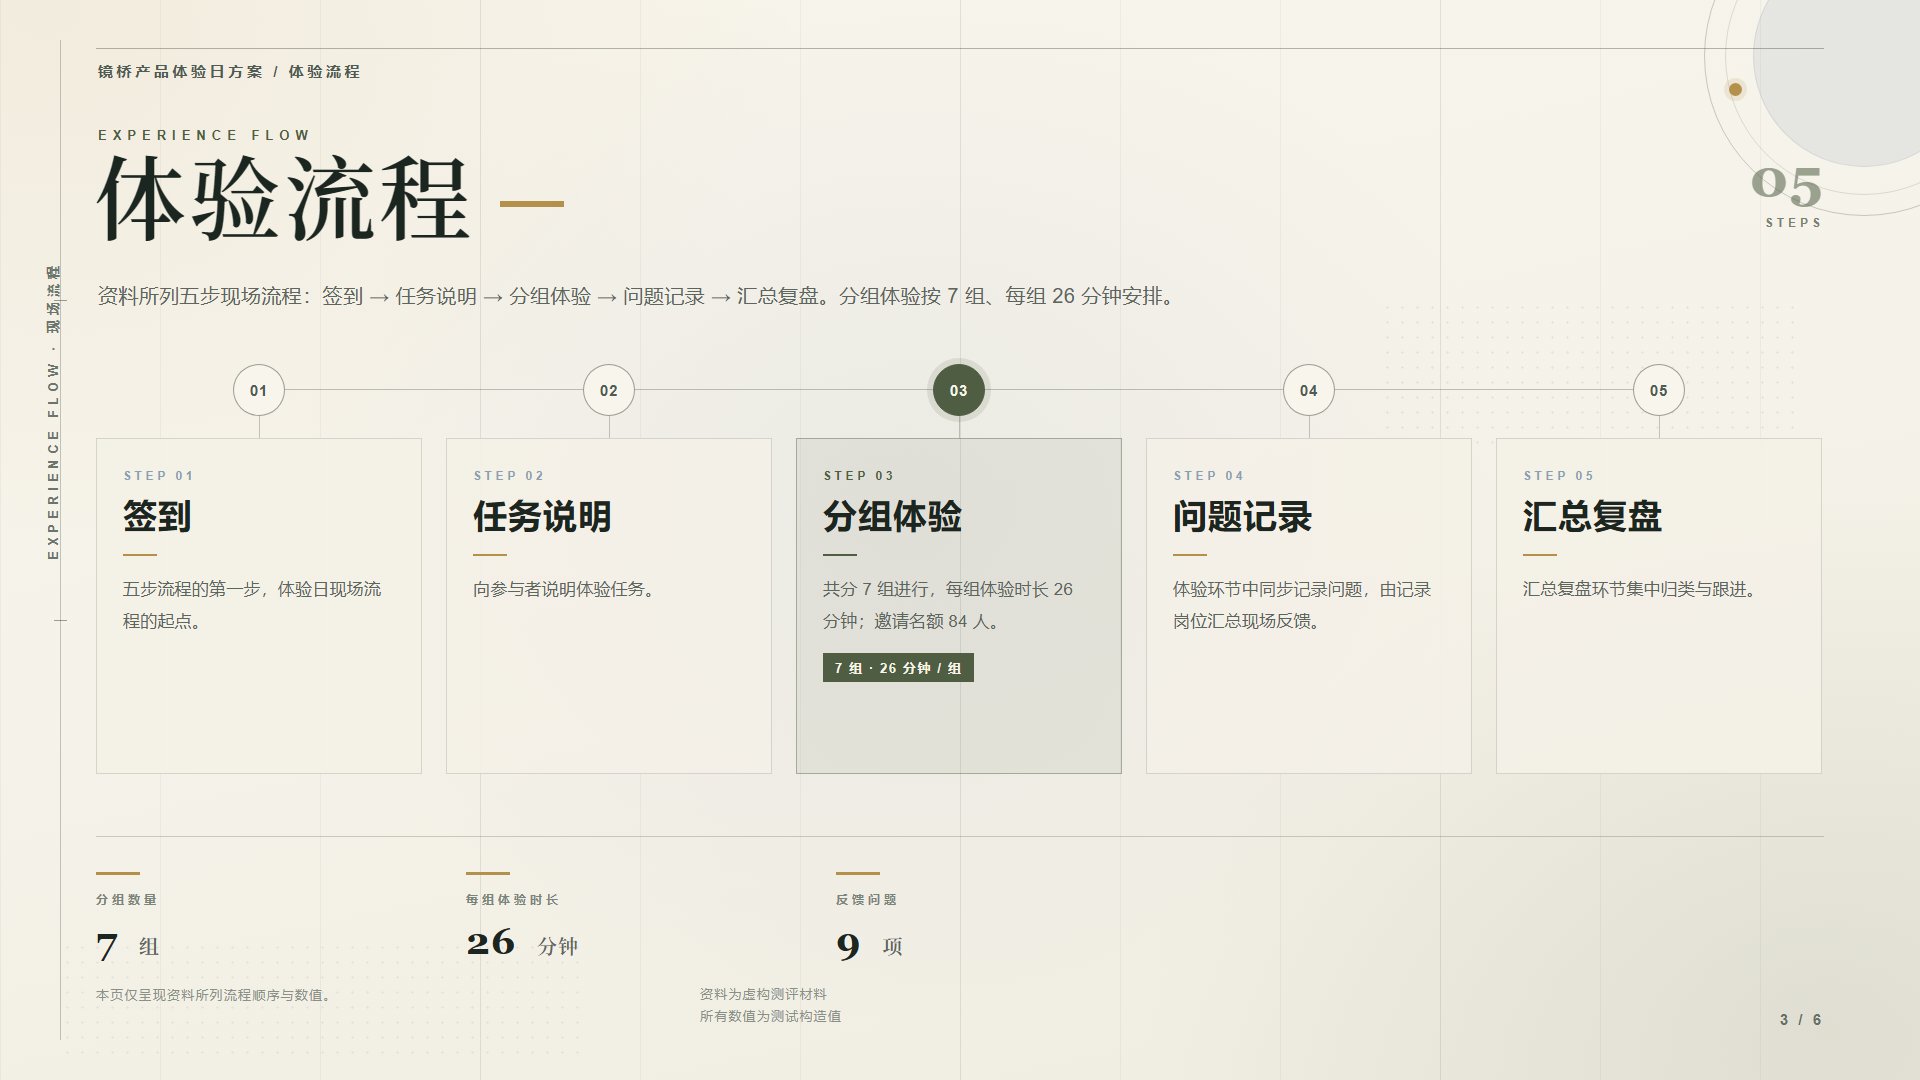 镜桥产品体验日方案 / 体验流程
EXPERIENCE FLOW
体验流程
05
STEPS
EXPERIENCE FLOW · 现场流程
资料所列五步现场流程：签到 → 任务说明 → 分组体验 → 问题记录 → 汇总复盘。分组体验按 7 组、每组 26 分钟安排。
01
02
03
04
05
STEP 01
签到
五步流程的第一步，体验日现场流
程的起点。
STEP 02
任务说明
向参与者说明体验任务。
STEP 03
分组体验
共分 7 组进行，每组体验时长 26
分钟；邀请名额 84 人。
7 组 · 26 分钟 / 组
STEP 04
问题记录
体验环节中同步记录问题，由记录
岗位汇总现场反馈。
STEP 05
汇总复盘
汇总复盘环节集中归类与跟进。
分组数量
7 组
每组体验时长
26 分钟
反馈问题
9 项
本页仅呈现资料所列流程顺序与数值。
资料为虚构测评材料
所有数值为测试构造值
3 / 6